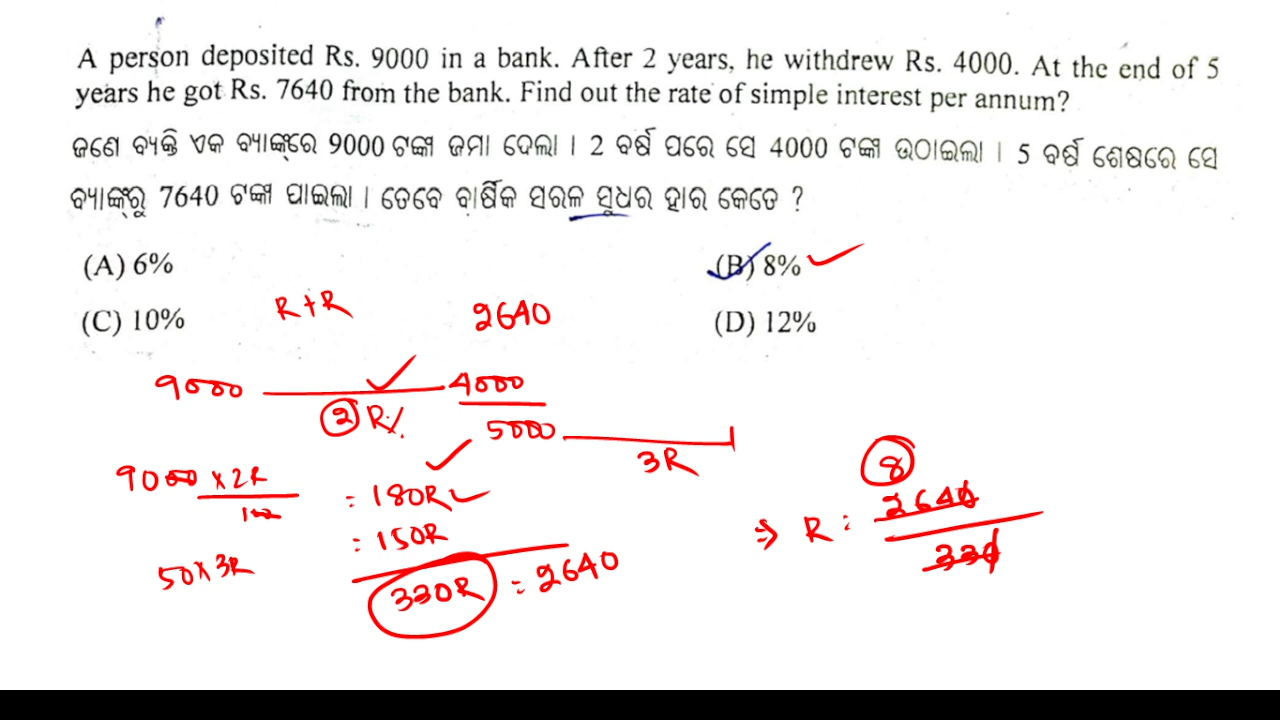 A person deposited Rs. 9000 in a bank. After 2 years, he withdrew Rs. 4000. At the end of 5
years he got Rs. 7640 from the bank. Find out the rate of simple interest per annum?
ଜଣେ ବ୍ୟକ୍ତି ଏକ ବ୍ୟାଙ୍କ୍‌ରେ 9000 ଟଙ୍କା ଜମା ଦେଲା । 2 ବର୍ଷ ପରେ ସେ 4000 ଟଙ୍କା ଉଠାଇଲା । 5 ବର୍ଷ ଶେଷରେ ସେ
ବ୍ୟାଙ୍କ୍‌ରୁ 7640 ଟଙ୍କା ପାଇଲା । ତେବେ ବାର୍ଷିକ ସରଳ ସୁଧର ହାର କେତେ ?
(A) 6%
(B) 8%
(C) 10%
(D) 12%
R+R
2640
9000
4000
2 R%
5000
3R
9000 × 2R
100
= 180R
50 × 3R
= 150R
330R = 2640
⇒ R =
8
2640
330